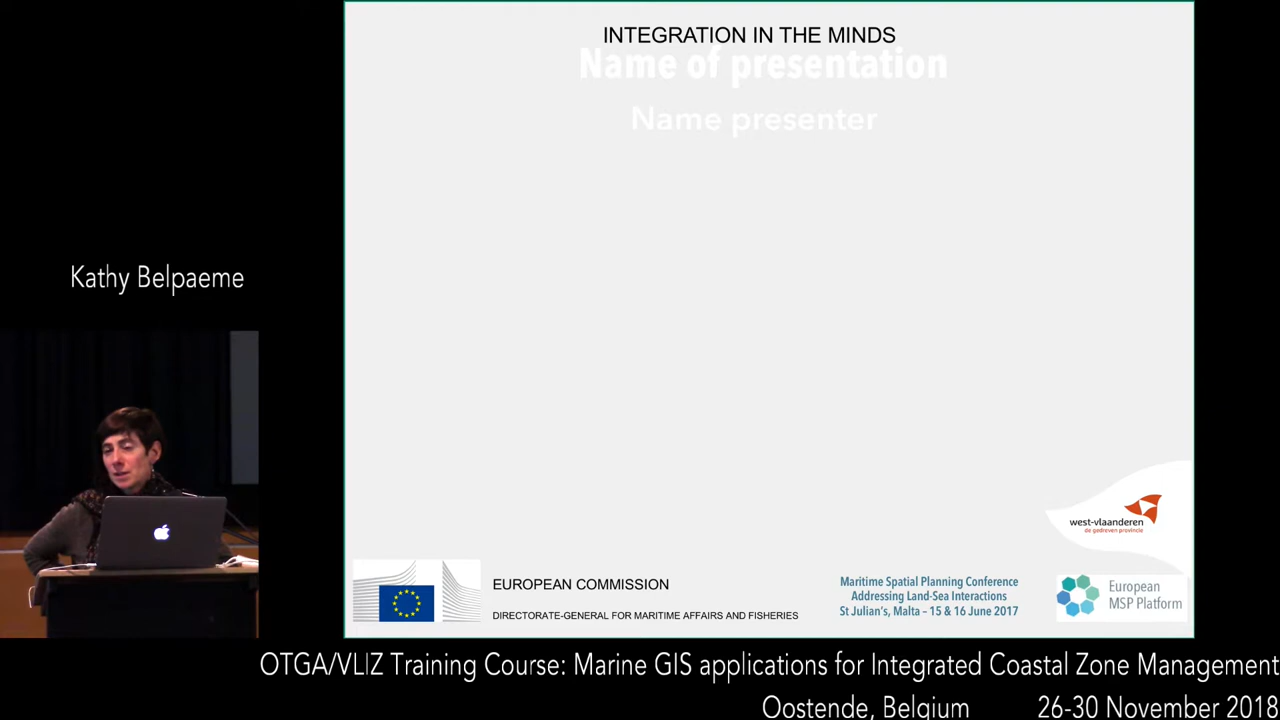 INTEGRATION IN THE MINDS
Name of presentation
Name presenter
Kathy Belpaeme
west-vlaanderen
de gedreven provincie
EUROPEAN COMMISSION
DIRECTORATE-GENERAL FOR MARITIME AFFAIRS AND FISHERIES
Maritime Spatial Planning Conference
Addressing Land-Sea Interactions
St Julian's, Malta – 15 & 16 June 2017
European
MSP Platform
OTGA/VLIZ Training Course: Marine GIS applications for Integrated Coastal Zone Management
Oostende, Belgium 26-30 November 2018